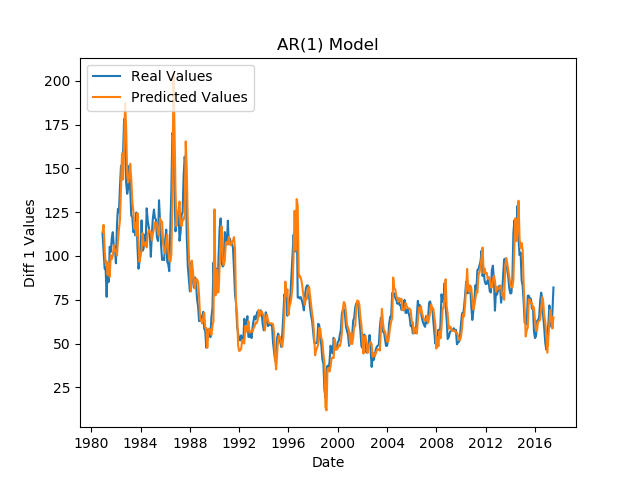 AR(1) Model
Real Values
Predicted Values
Diff 1 Values
200
175
150
125
100
75
50
25
1980 1984 1988 1992 1996 2000 2004 2008 2012 2016
Date